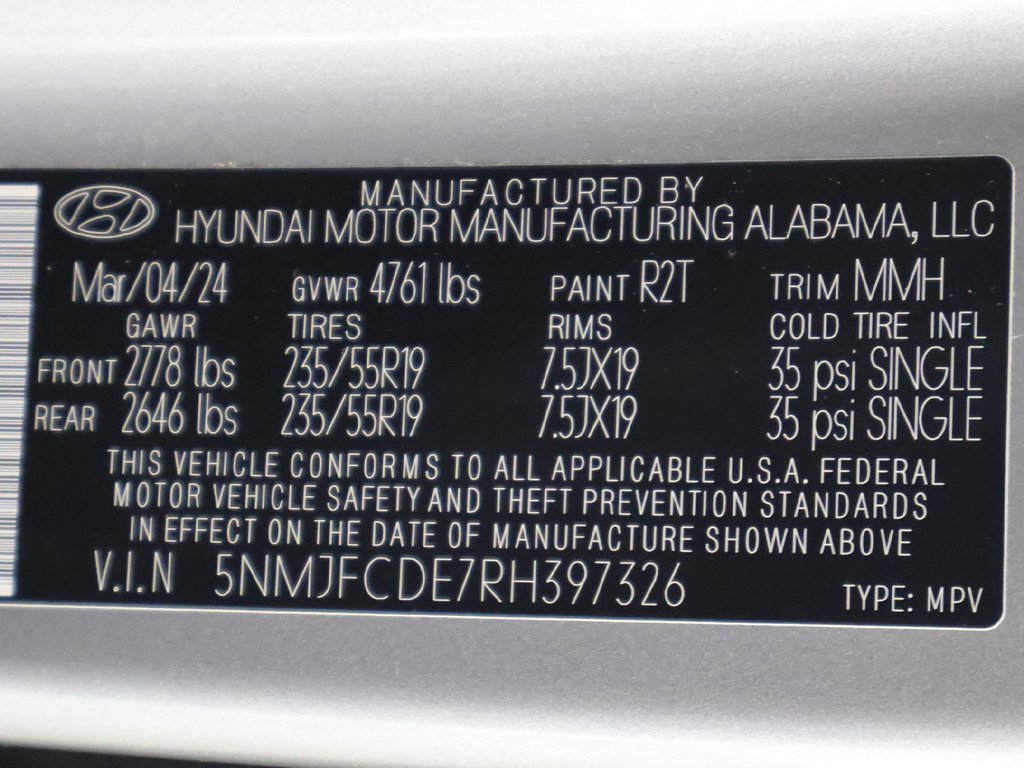 MANUFACTURED BY
HYUNDAI MOTOR MANUFACTURING ALABAMA, LLC
Mar/04/24 GVWR 4761 lbs PAINT R2T TRIM MMH
GAWR TIRES RIMS COLD TIRE INFL
FRONT 2778 lbs 235/55R19 7.5JX19 35 psi SINGLE
REAR 2646 lbs 235/55R19 7.5JX19 35 psi SINGLE
THIS VEHICLE CONFORMS TO ALL APPLICABLE U.S.A. FEDERAL
MOTOR VEHICLE SAFETY AND THEFT PREVENTION STANDARDS
IN EFFECT ON THE DATE OF MANUFACTURE SHOWN ABOVE
V.I.N 5NMJFCDE7RH397326 TYPE: MPV